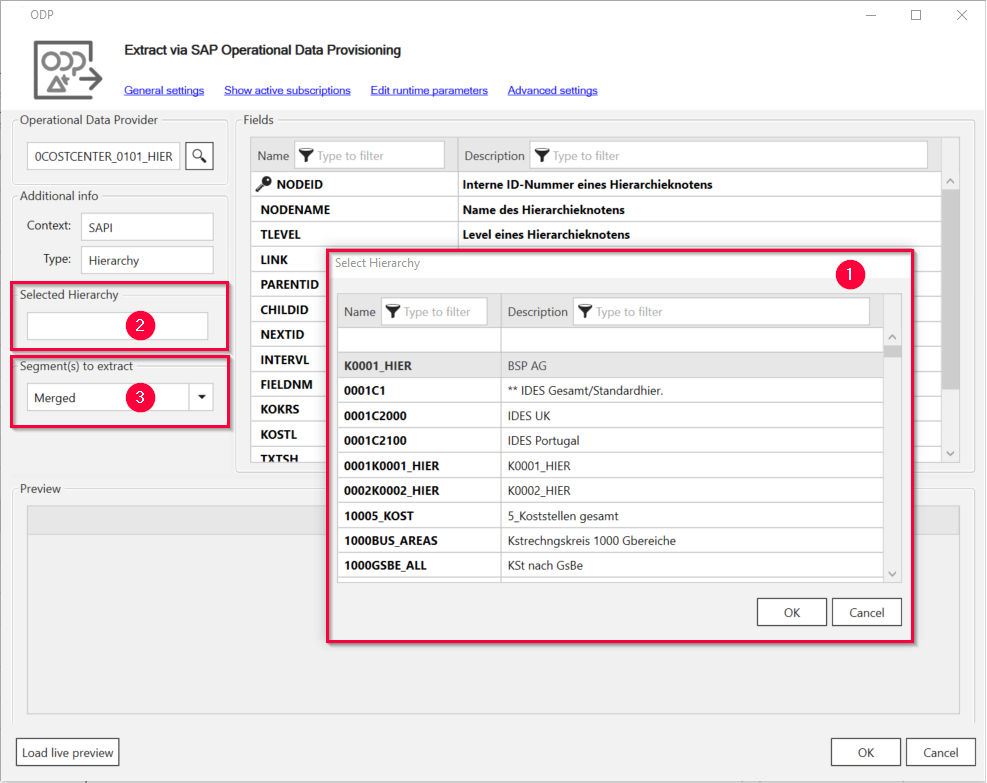 ODP
Extract via SAP Operational Data Provisioning
General settings Show active subscriptions Edit runtime parameters Advanced settings
Operational Data Provider
0COSTCENTER_0101_HIER
Additional info
Context: SAPI
Type: Hierarchy
Selected Hierarchy
2
Segment(s) to extract
Merged 3
Fields
Name Type to filter Description Type to filter
NODEID Interne ID-Nummer eines Hierarchieknotens
NODENAME Name des Hierarchieknotens
TLEVEL Level eines Hierarchieknotens
LINK
PARENTID
CHILDID
NEXTID
INTERVL
FIELDNM
KOKRS
KOSTL
TXTSH
Select Hierarchy
1
Name Type to filter Description Type to filter
K0001_HIER BSP AG
0001C1 ** IDES Gesamt/Standardhier.
0001C2000 IDES UK
0001C2100 IDES Portugal
0001K0001_HIER K0001_HIER
0002K0002_HIER K0002_HIER
10005_KOST 5_Koststellen gesamt
1000BUS_AREAS Kstrechngskreis 1000 Gbereiche
1000GSBE_ALL KSt nach GsBe
OK Cancel
Preview
Load live preview OK Cancel